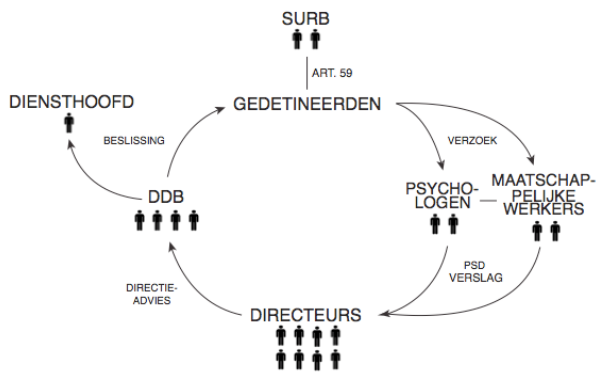 SURB
ART. 59
GEDETINEERDEN
DIENSTHOOFD
BESLISSING
VERZOEK
DDB
PSYCHO-
LOGEN
MAATSCHAP-
PELIJKE
WERKERS
PSD
VERSLAG
DIRECTIE-
ADVIES
DIRECTEURS